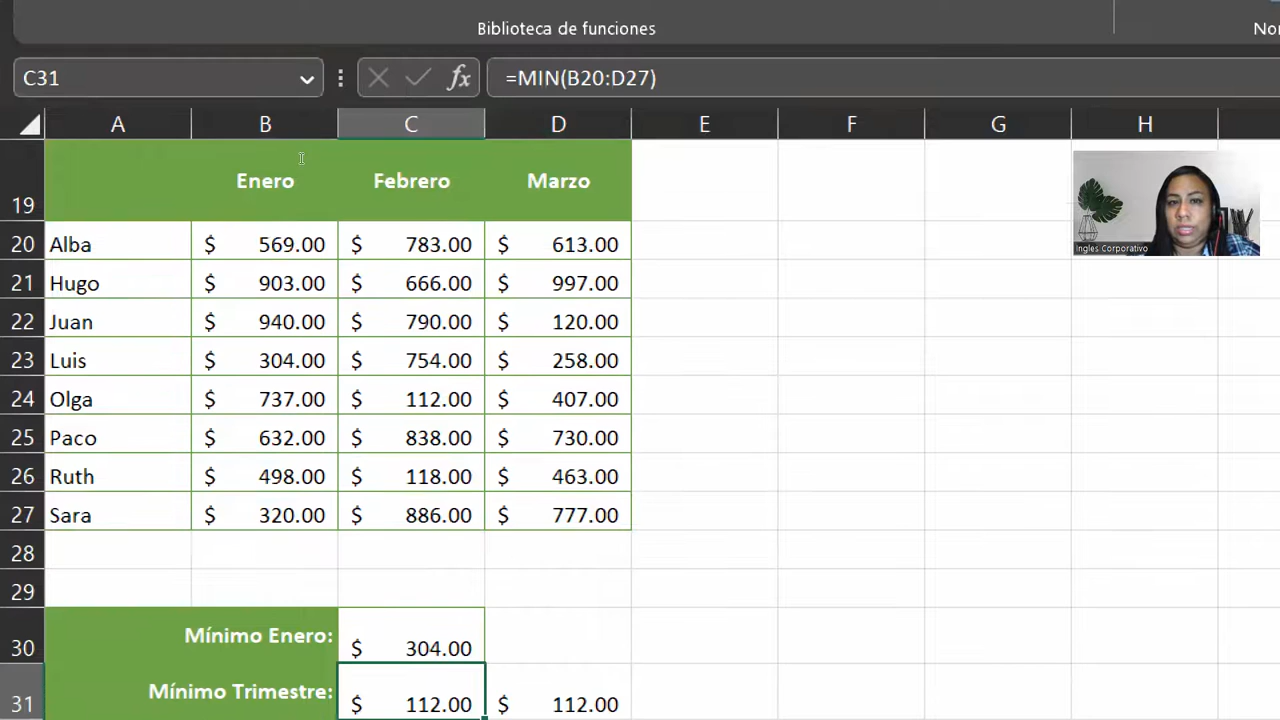 Biblioteca de funciones
Nor
C31
fx
=MIN(B20:D27)
A B C D E F G H
19 Enero Febrero Marzo
20 Alba $ 569.00 $ 783.00 $ 613.00
21 Hugo $ 903.00 $ 666.00 $ 997.00
22 Juan $ 940.00 $ 790.00 $ 120.00
23 Luis $ 304.00 $ 754.00 $ 258.00
24 Olga $ 737.00 $ 112.00 $ 407.00
25 Paco $ 632.00 $ 838.00 $ 730.00
26 Ruth $ 498.00 $ 118.00 $ 463.00
27 Sara $ 320.00 $ 886.00 $ 777.00
28
29
30 Mínimo Enero: $ 304.00
31 Mínimo Trimestre: $ 112.00 $ 112.00
Ingles Corporativo